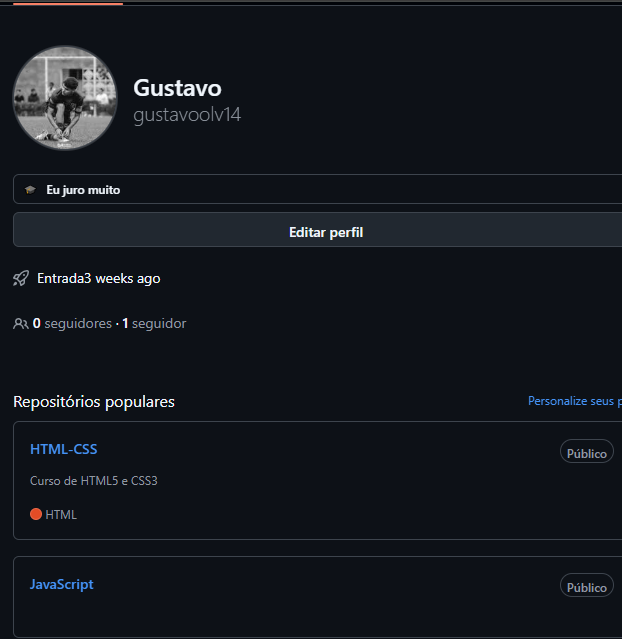 Gustavo
gustavoolv14
Eu juro muito
Editar perfil
Entrada3 weeks ago
0 seguidores · 1 seguidor
Repositórios populares
Personalize seus p
HTML-CSS
Público
Curso de HTML5 e CSS3
HTML
JavaScript
Público